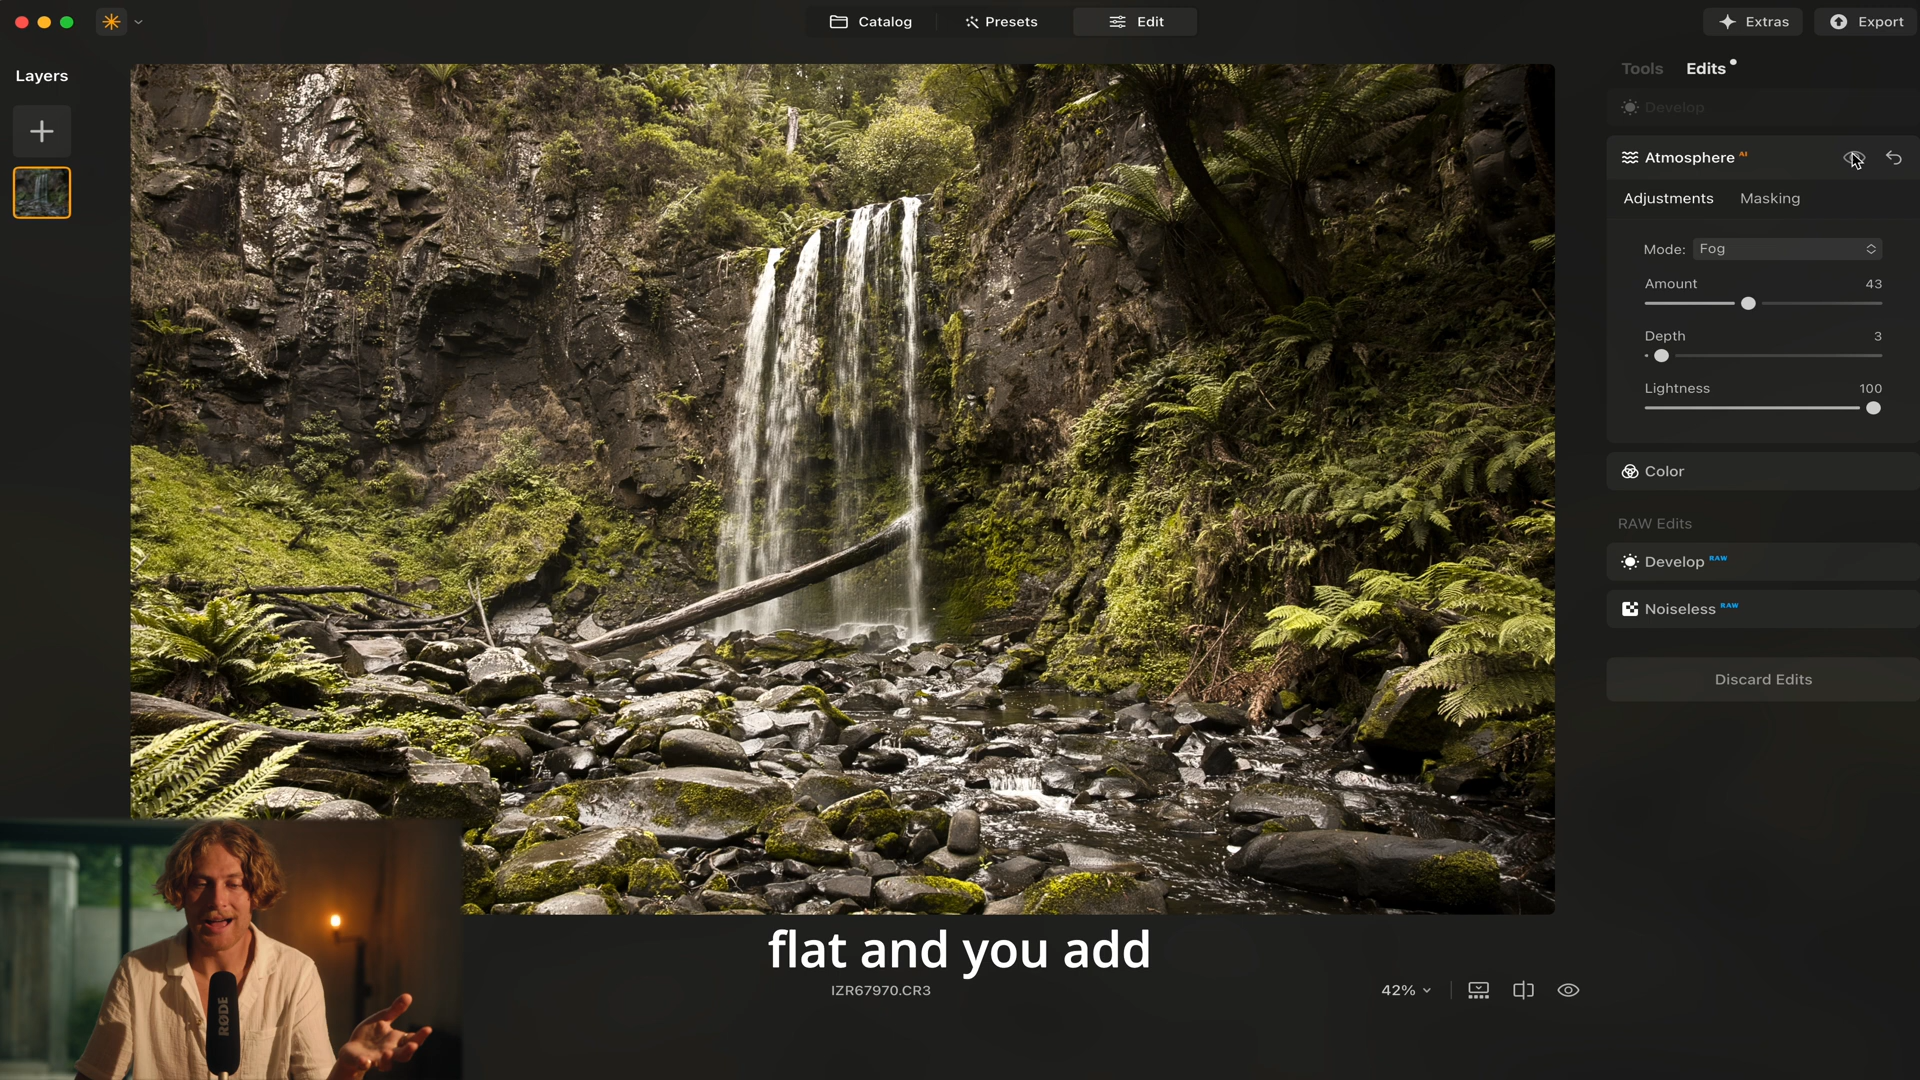 Catalog
Presets
Edit
Extras
Export
Layers
Tools
Edits
Develop
Atmosphere AI
Adjustments
Masking
Mode: Fog
Amount 43
Depth 3
Lightness 100
Color
RAW Edits
Develop RAW
Noiseless RAW
Discard Edits
flat and you add
IZR67970.CR3
42%
RØDE